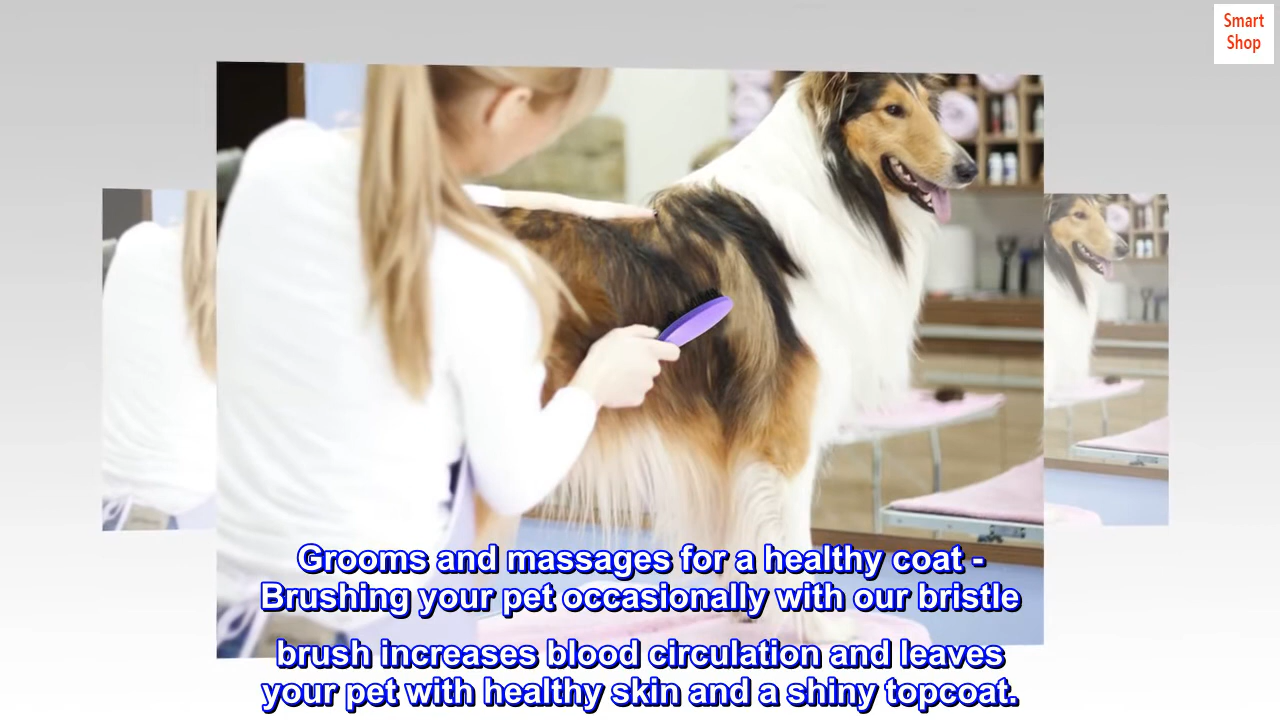 Smart
Shop
Grooms and massages for a healthy coat -
Brushing your pet occasionally with our bristle
brush increases blood circulation and leaves
your pet with healthy skin and a shiny topcoat.